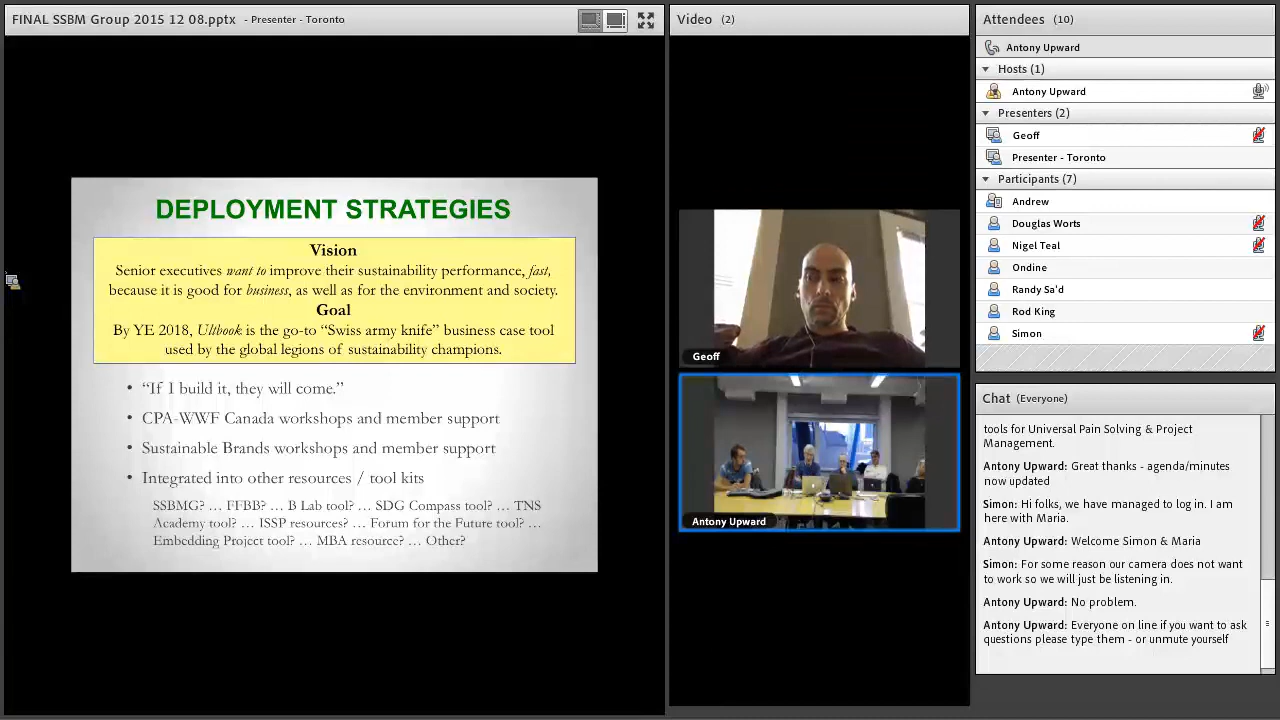 FINAL SSBM Group 2015 12 08.pptx - Presenter - Toronto
DEPLOYMENT STRATEGIES
Vision
Senior executives want to improve their sustainability performance, fast,
because it is good for business, as well as for the environment and society.
Goal
By YE 2018, Ultbook is the go-to “Swiss army knife” business case tool
used by the global legions of sustainability champions.
• “If I build it, they will come.”
• CPA-WWF Canada workshops and member support
• Sustainable Brands workshops and member support
• Integrated into other resources / tool kits
SSBMG? … FFBB? … B Lab tool? … SDG Compass tool? … TNS
Academy tool? … ISSP resources? … Forum for the Future tool? …
Embedding Project tool? … MBA resource? … Other?
Video (2)
Geoff
Antony Upward
Attendees (10)
Antony Upward
Hosts (1)
Antony Upward
Presenters (2)
Geoff
Presenter - Toronto
Participants (7)
Andrew
Douglas Worts
Nigel Teal
Ondine
Randy Sa'd
Rod King
Simon
Chat (Everyone)
tools for Universal Pain Solving & Project
Management.
Antony Upward: Great thanks - agenda/minutes
now updated
Simon: Hi folks, we have managed to log in. I am
here with Maria.
Antony Upward: Welcome Simon & Maria
Simon: For some reason our camera does not want
to work so we will just be listening in.
Antony Upward: No problem.
Antony Upward: Everyone on line if you want to ask
questions please type them - or unmute yourself